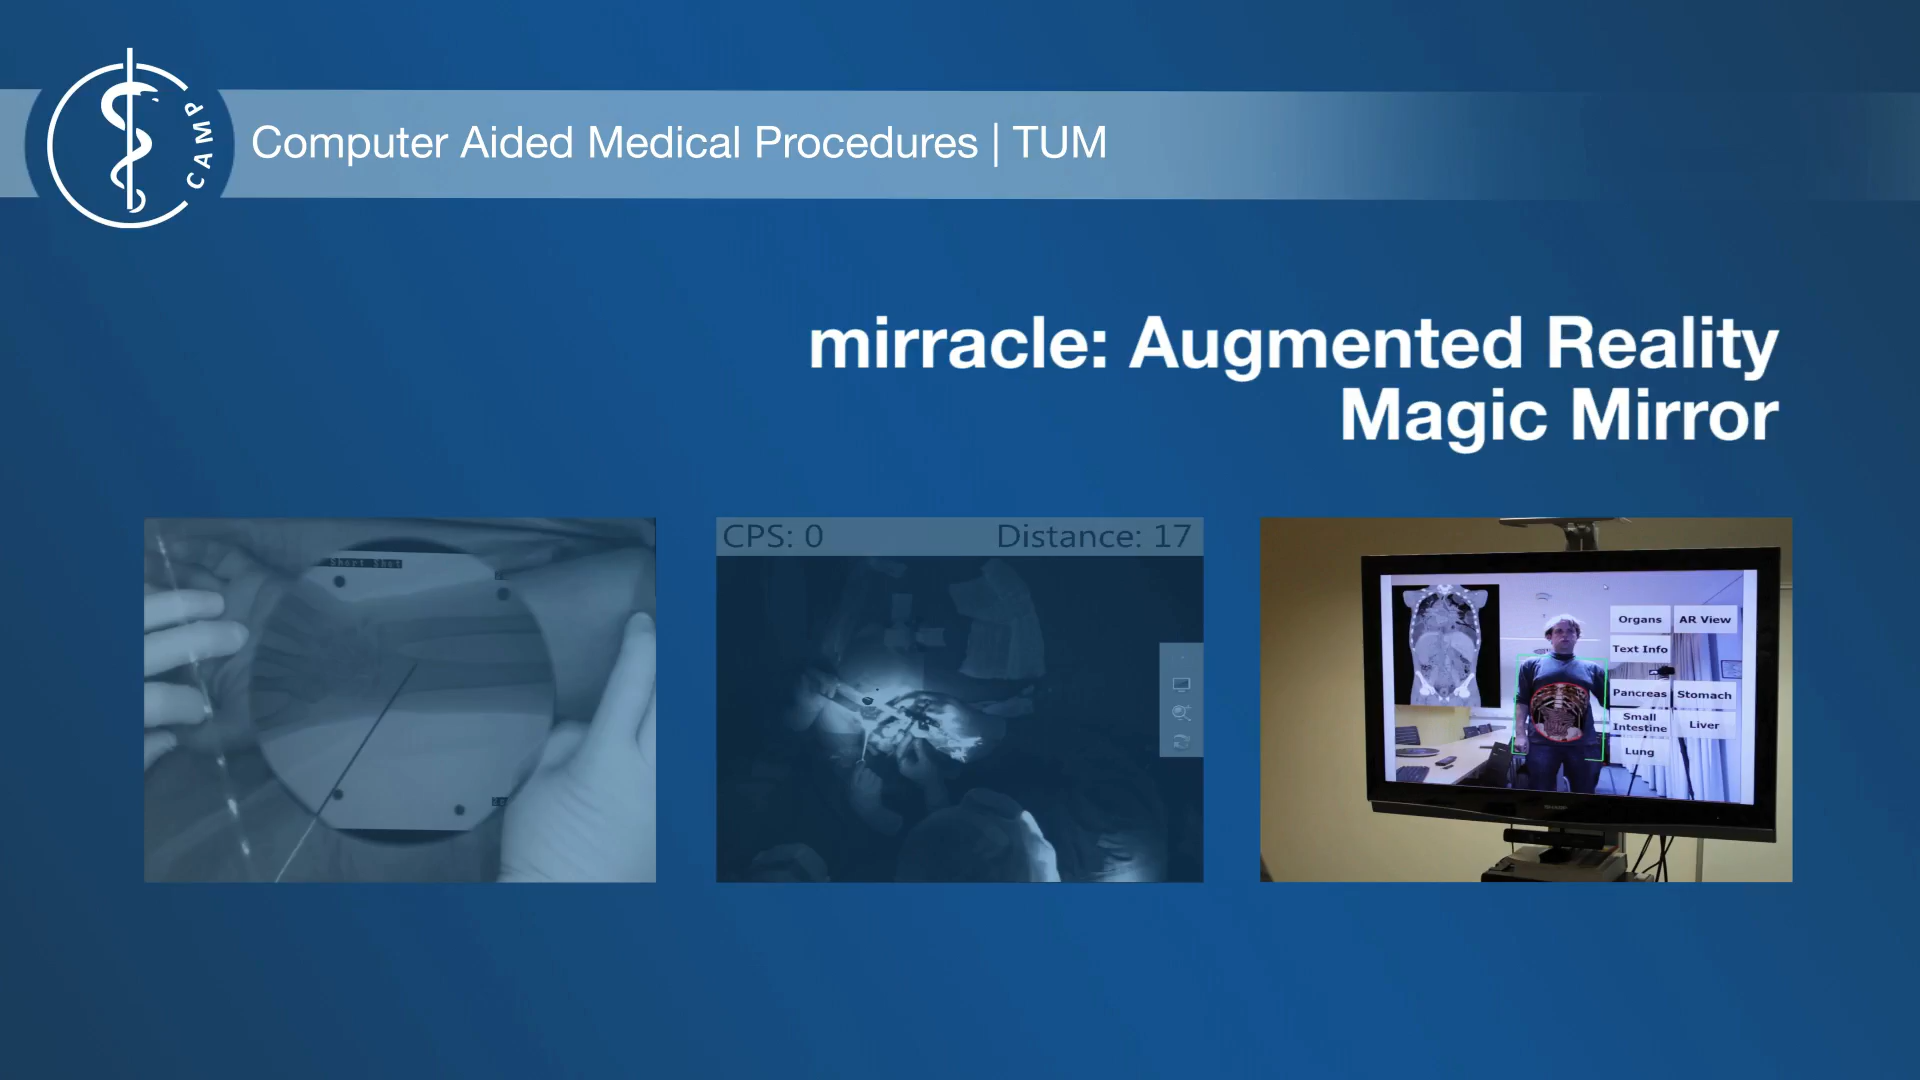 CAMP
Computer Aided Medical Procedures | TUM
mirracle: Augmented Reality
Magic Mirror
CPS: 0
Distance: 17
Organs
AR View
Text Info
Pancreas
Stomach
Small
Intestine
Liver
Lung